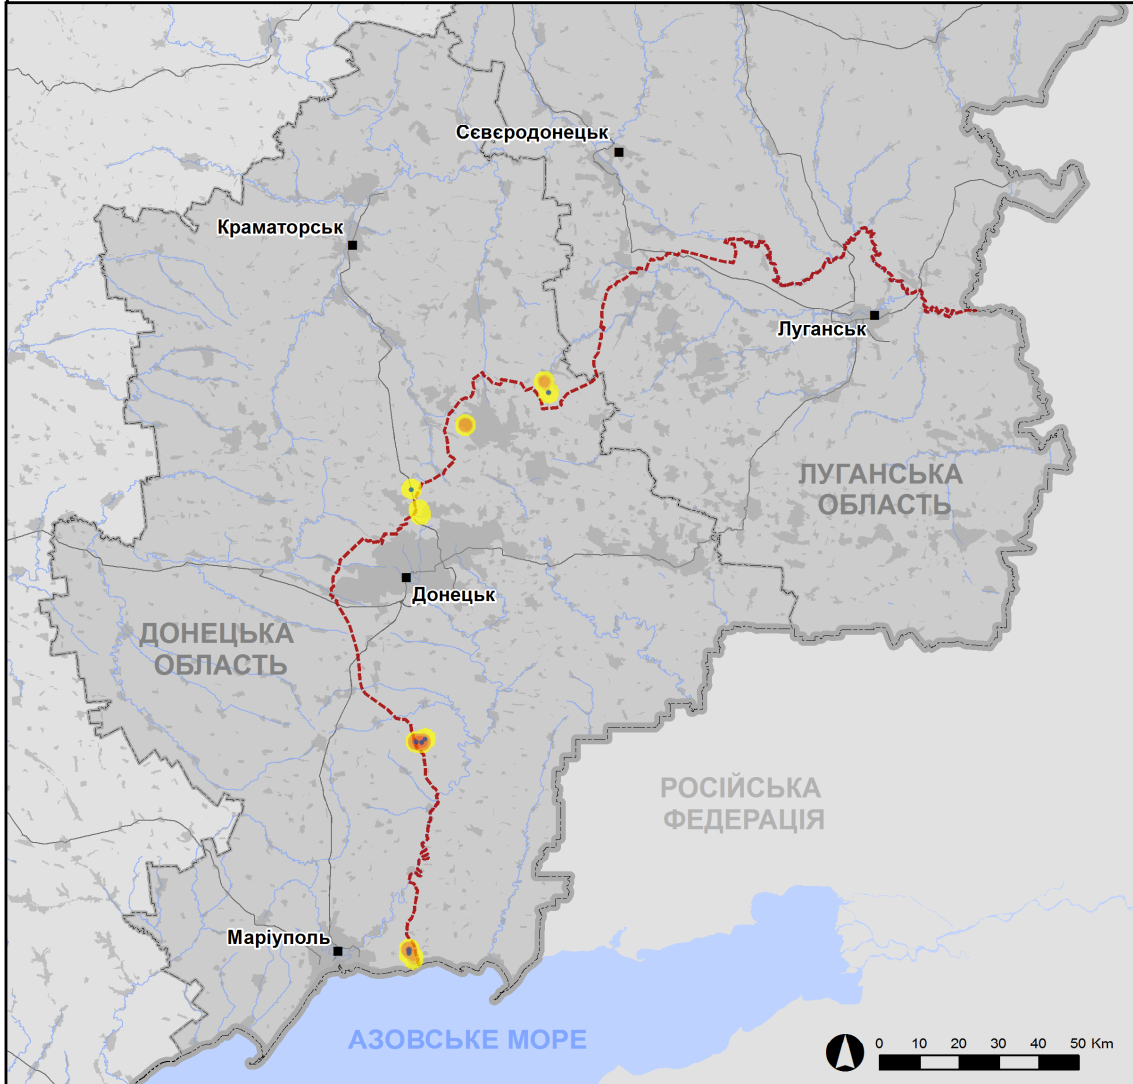 Сєвєродонецьк
Краматорськ
Луганськ
ЛУГАНСЬКА
ОБЛАСТЬ
Донецьк
ДОНЕЦЬКА
ОБЛАСТЬ
РОСІЙСЬКА
ФЕДЕРАЦІЯ
Маріуполь
АЗОВСЬКЕ МОРЕ
0 10 20 30 40 50 Km